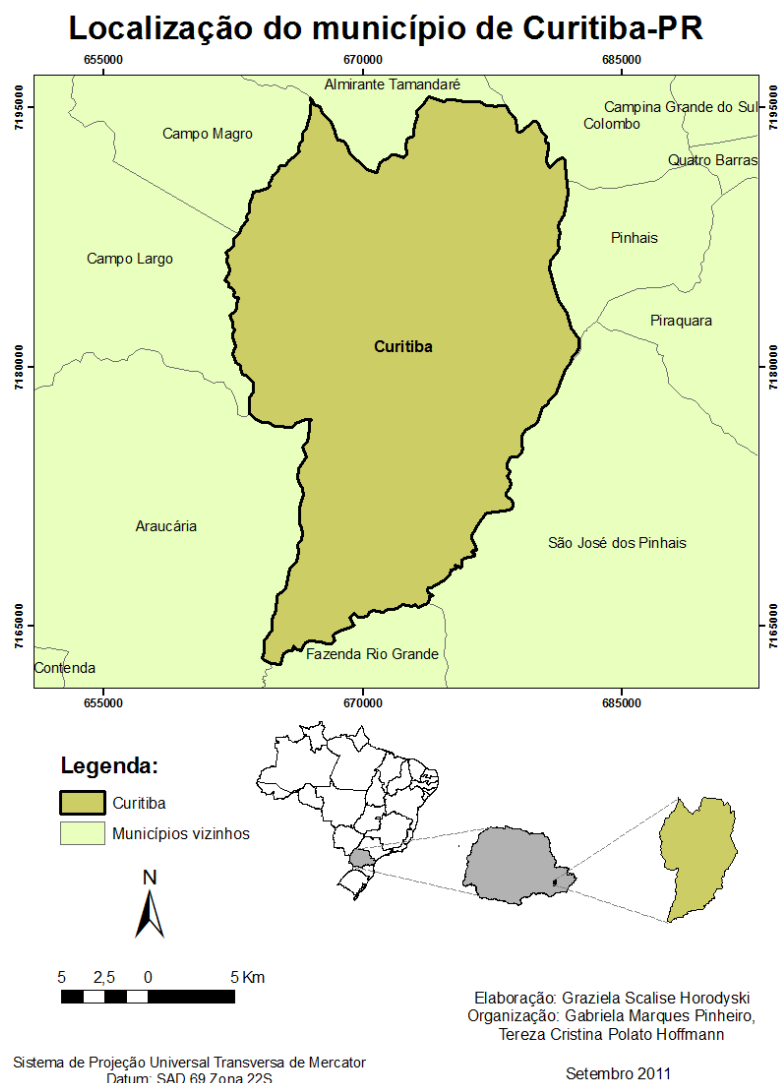 Localização do município de Curitiba-PR
655000 670000 685000
7195000 7195000
Almirante Tamandaré
Campina Grande do Sul
Colombo
Campo Magro
Quatro Barras
Pinhais
Campo Largo
Piraquara
Curitiba
7180000 7180000
Araucária
São José dos Pinhais
7165000 7165000
Fazenda Rio Grande
Contenda
655000 670000 685000
Legenda:
Curitiba
Municípios vizinhos
N
5 2,5 0 5 Km
Elaboração: Graziela Scalise Horodyski
Organização: Gabriela Marques Pinheiro,
Tereza Cristina Polato Hoffmann
Sistema de Projeção Universal Transversa de Mercator
Datum: SAD 69 Zona 22S
Setembro 2011